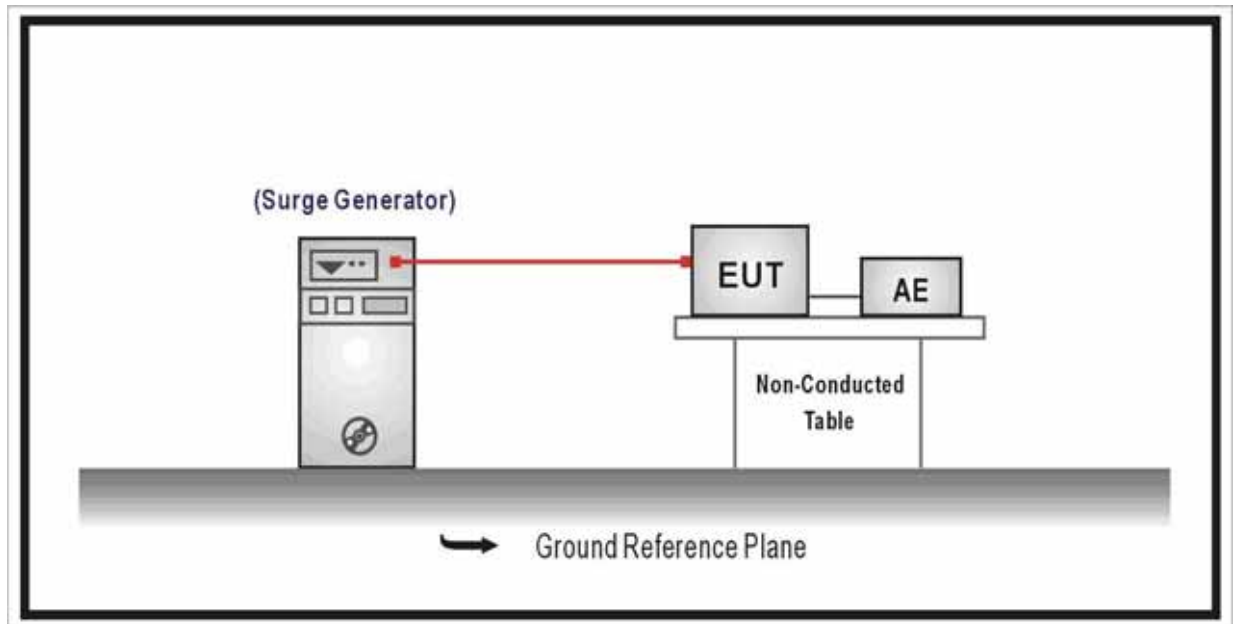 (Surge Generator)
EUT
AE
Non-Conducted
Table
Ground Reference Plane